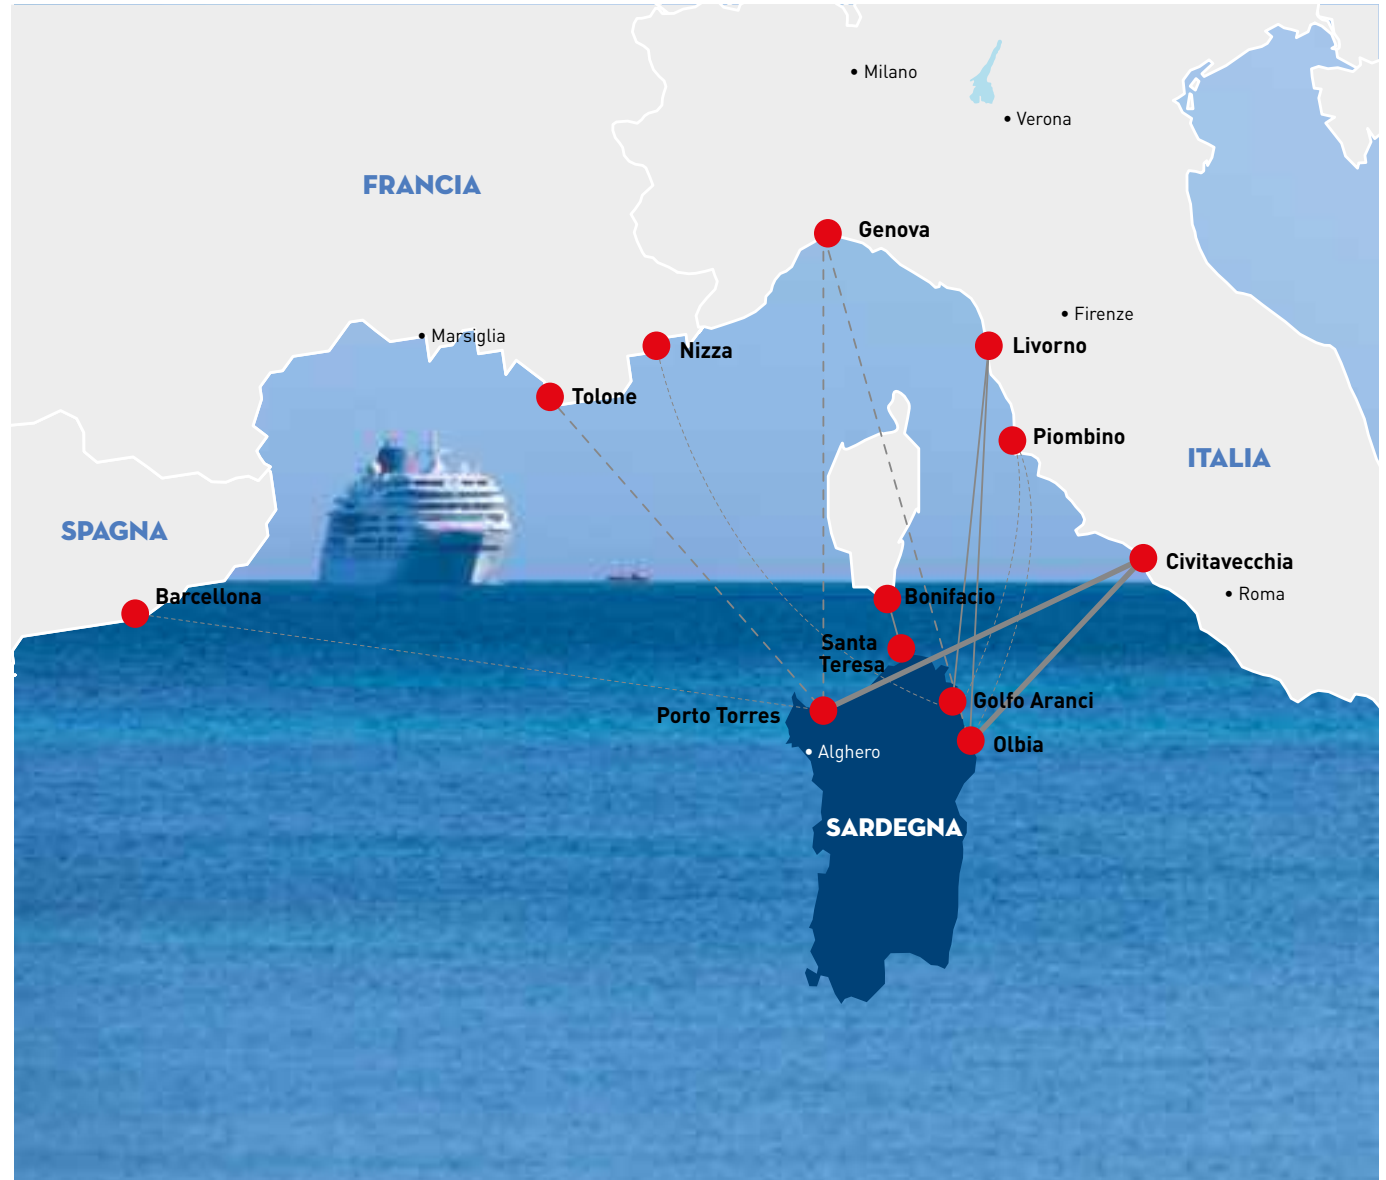 • Milano
• Verona
FRANCIA
Genova
• Firenze
• Marsiglia
Nizza
Livorno
Tolone
Piombino
ITALIA
SPAGNA
Civitavecchia
• Roma
Barcellona
Bonifacio
Santa
Teresa
Golfo Aranci
Porto Torres
Olbia
• Alghero
SARDEGNA